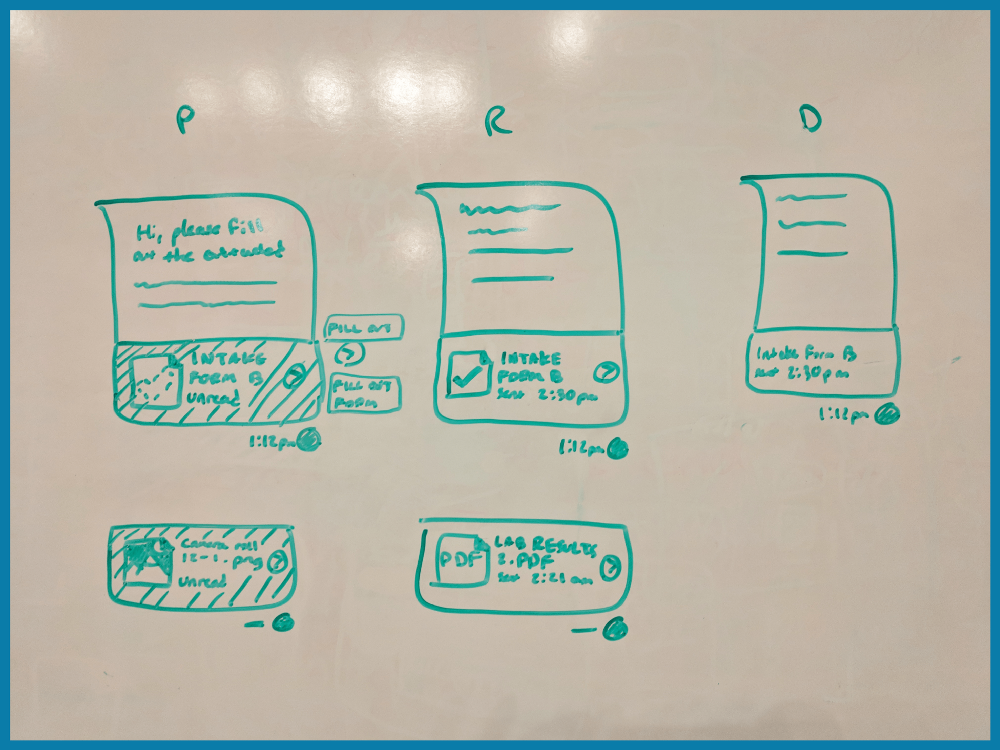 P
R
D
Hi, please fill
out the
INTAKE
FORM B
unread
FILL OUT
FILL OUT
FORM
1:12pm
INTAKE
FORM B
sent 2:30pm
1:12pm
Intake Form B
sent 2:30pm
1:12pm
camera roll
12-1.png
unread
PDF
LAB RESULTS
2.PDF
sent 2:21am